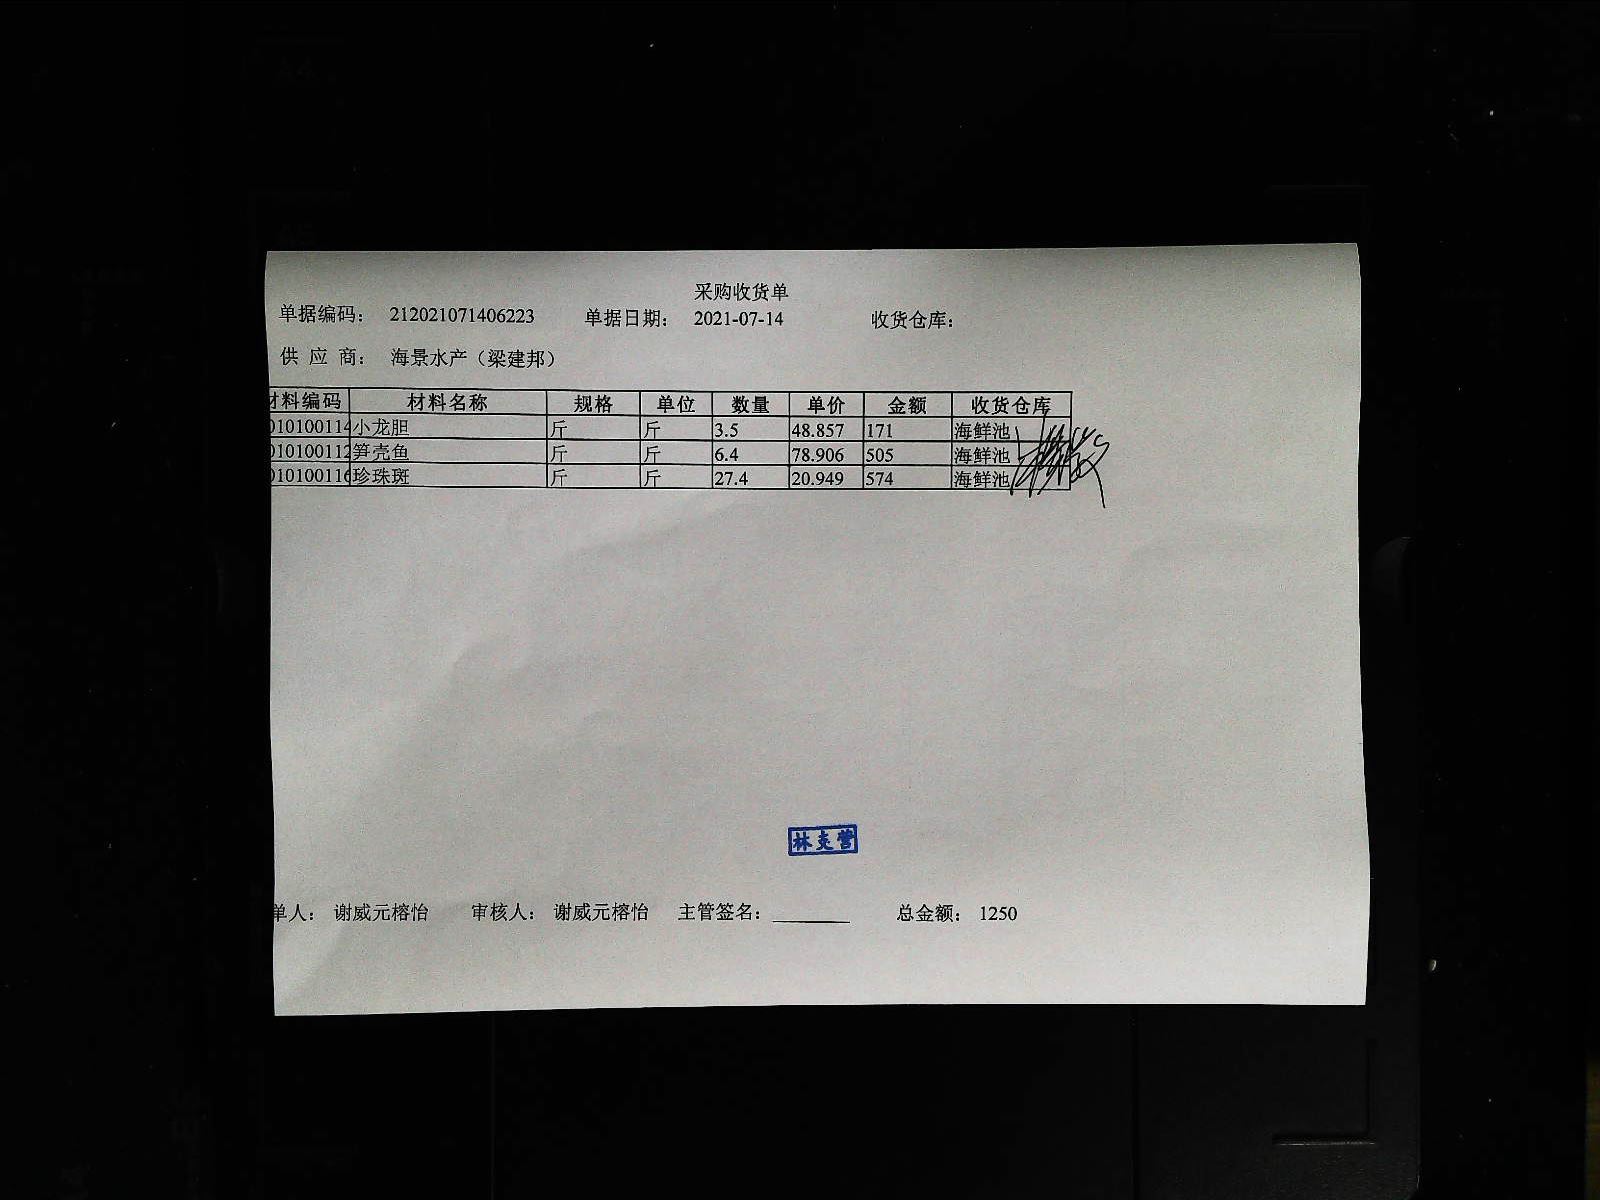 采购收货单
单据编码： 212021071406223 单据日期： 2021-07-14 收货仓库：
供 应 商： 海景水产（梁建邦）
材料编码 材料名称 规格 单位 数量 单价 金额 收货仓库
010100114 小龙胆 斤 斤 3.5 48.857 171 海鲜池
010100112 笋壳鱼 斤 斤 6.4 78.906 505 海鲜池
010100116 珍珠斑 斤 斤 27.4 20.949 574 海鲜池
林炎营
单人： 谢威元榕怡 审核人： 谢威元榕怡 主管签名： 总金额： 1250